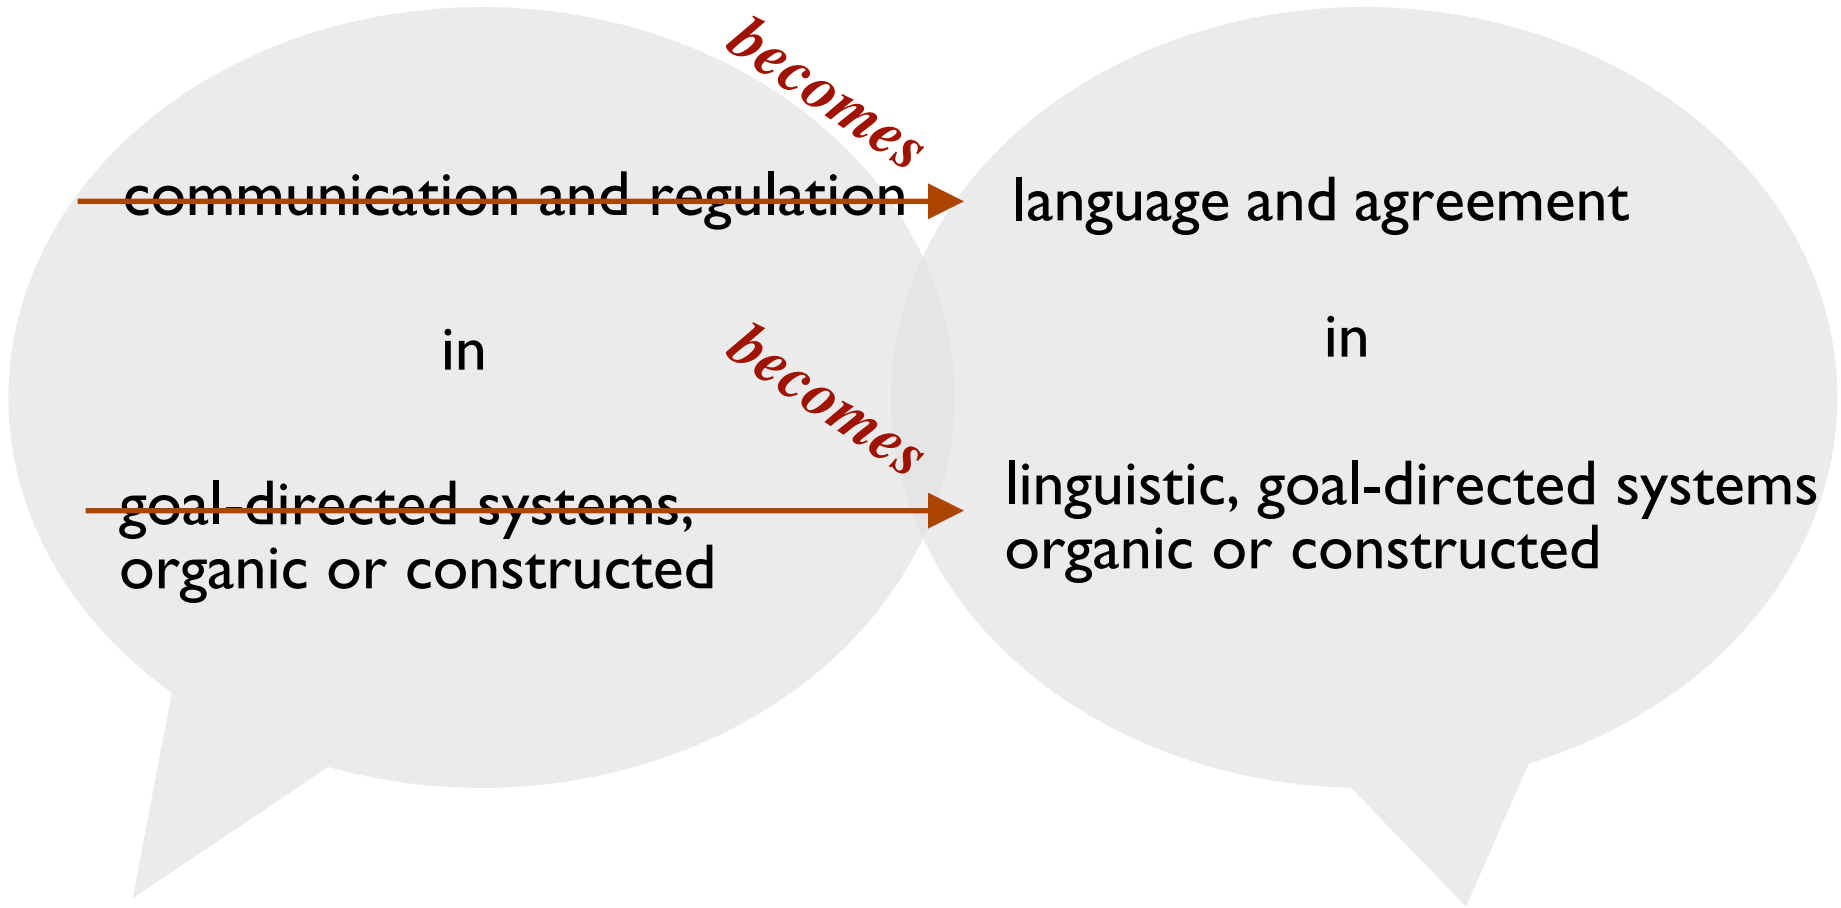 becomes
communication and regulation
in
goal-directed systems,
organic or constructed
becomes
language and agreement
in
linguistic, goal-directed systems
organic or constructed